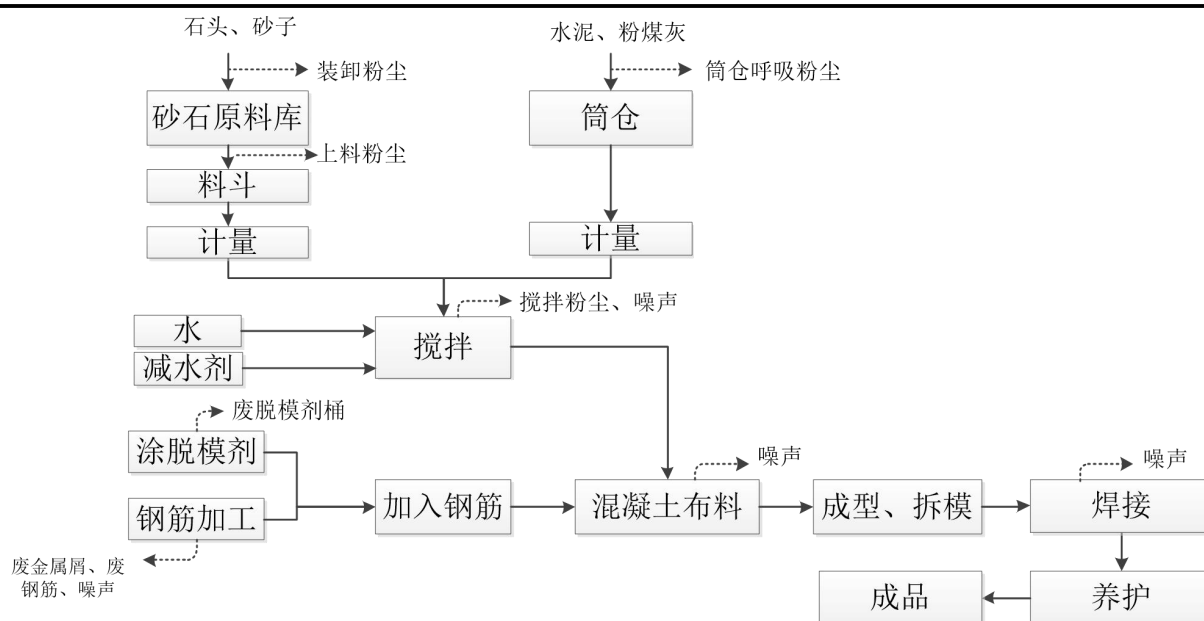 石头、砂子
水泥、粉煤灰
装卸粉尘
筒仓呼吸粉尘
砂石原料库
筒仓
上料粉尘
料斗
计量
计量
搅拌粉尘、噪声
水
搅拌
减水剂
废脱模剂桶
涂脱模剂
噪声
噪声
钢筋加工
加入钢筋
混凝土布料
成型、拆模
焊接
废金属屑、废
钢筋、噪声
成品
养护